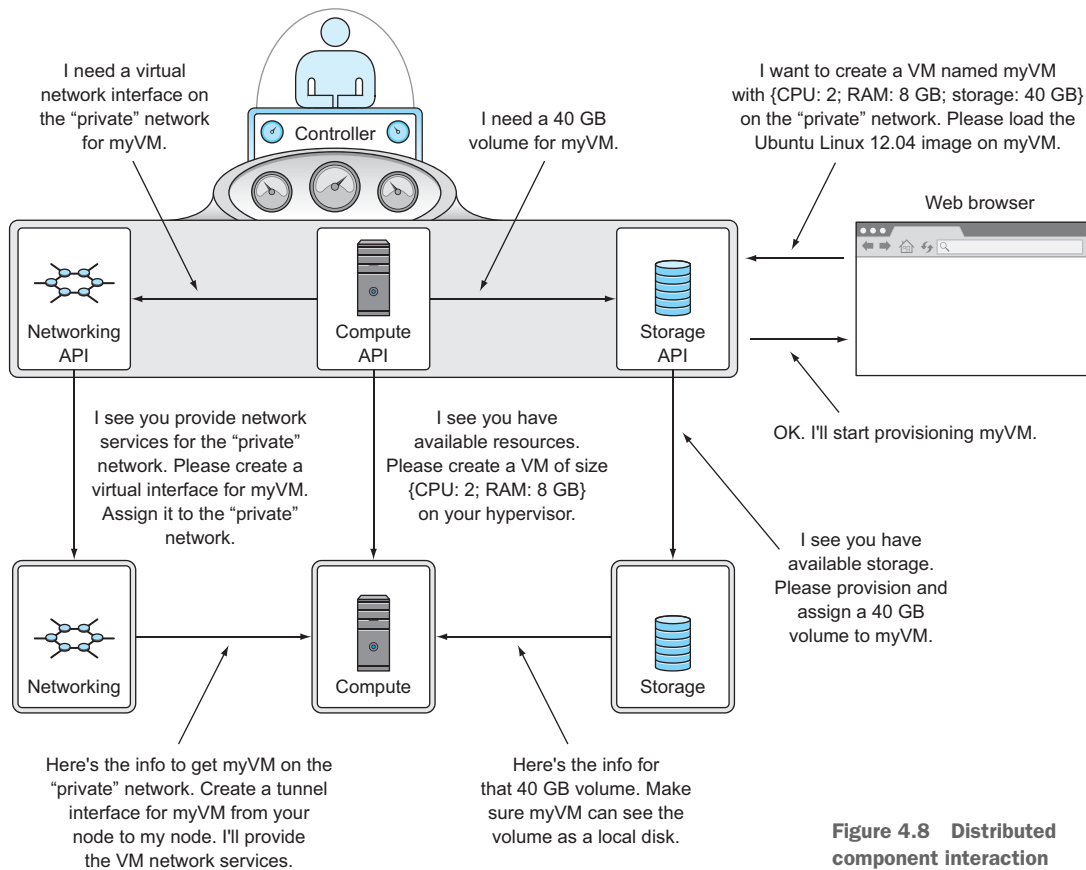 I need a virtual
network interface on
the “private” network
for myVM.
Controller
I need a 40 GB
volume for myVM.
I want to create a VM named myVM
with {CPU: 2; RAM: 8 GB; storage: 40 GB}
on the “private” network. Please load the
Ubuntu Linux 12.04 image on myVM.
Web browser
Networking
API
Compute
API
Storage
API
OK. I'll start provisioning myVM.
I see you provide network
services for the “private”
network. Please create a
virtual interface for myVM.
Assign it to the “private”
network.
I see you have
available resources.
Please create a VM of size
{CPU: 2; RAM: 8 GB}
on your hypervisor.
I see you have
available storage.
Please provision and
assign a 40 GB
volume to myVM.
Networking
Compute
Storage
Here's the info to get myVM on the
“private” network. Create a tunnel
interface for myVM from your
node to my node. I'll provide
the VM network services.
Here's the info for
that 40 GB volume. Make
sure myVM can see the
volume as a local disk.
Figure 4.8 Distributed
component interaction